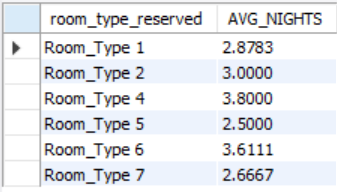 room_type_reserved AVG_NIGHTS
Room_Type 1 2.8783
Room_Type 2 3.0000
Room_Type 4 3.8000
Room_Type 5 2.5000
Room_Type 6 3.6111
Room_Type 7 2.6667